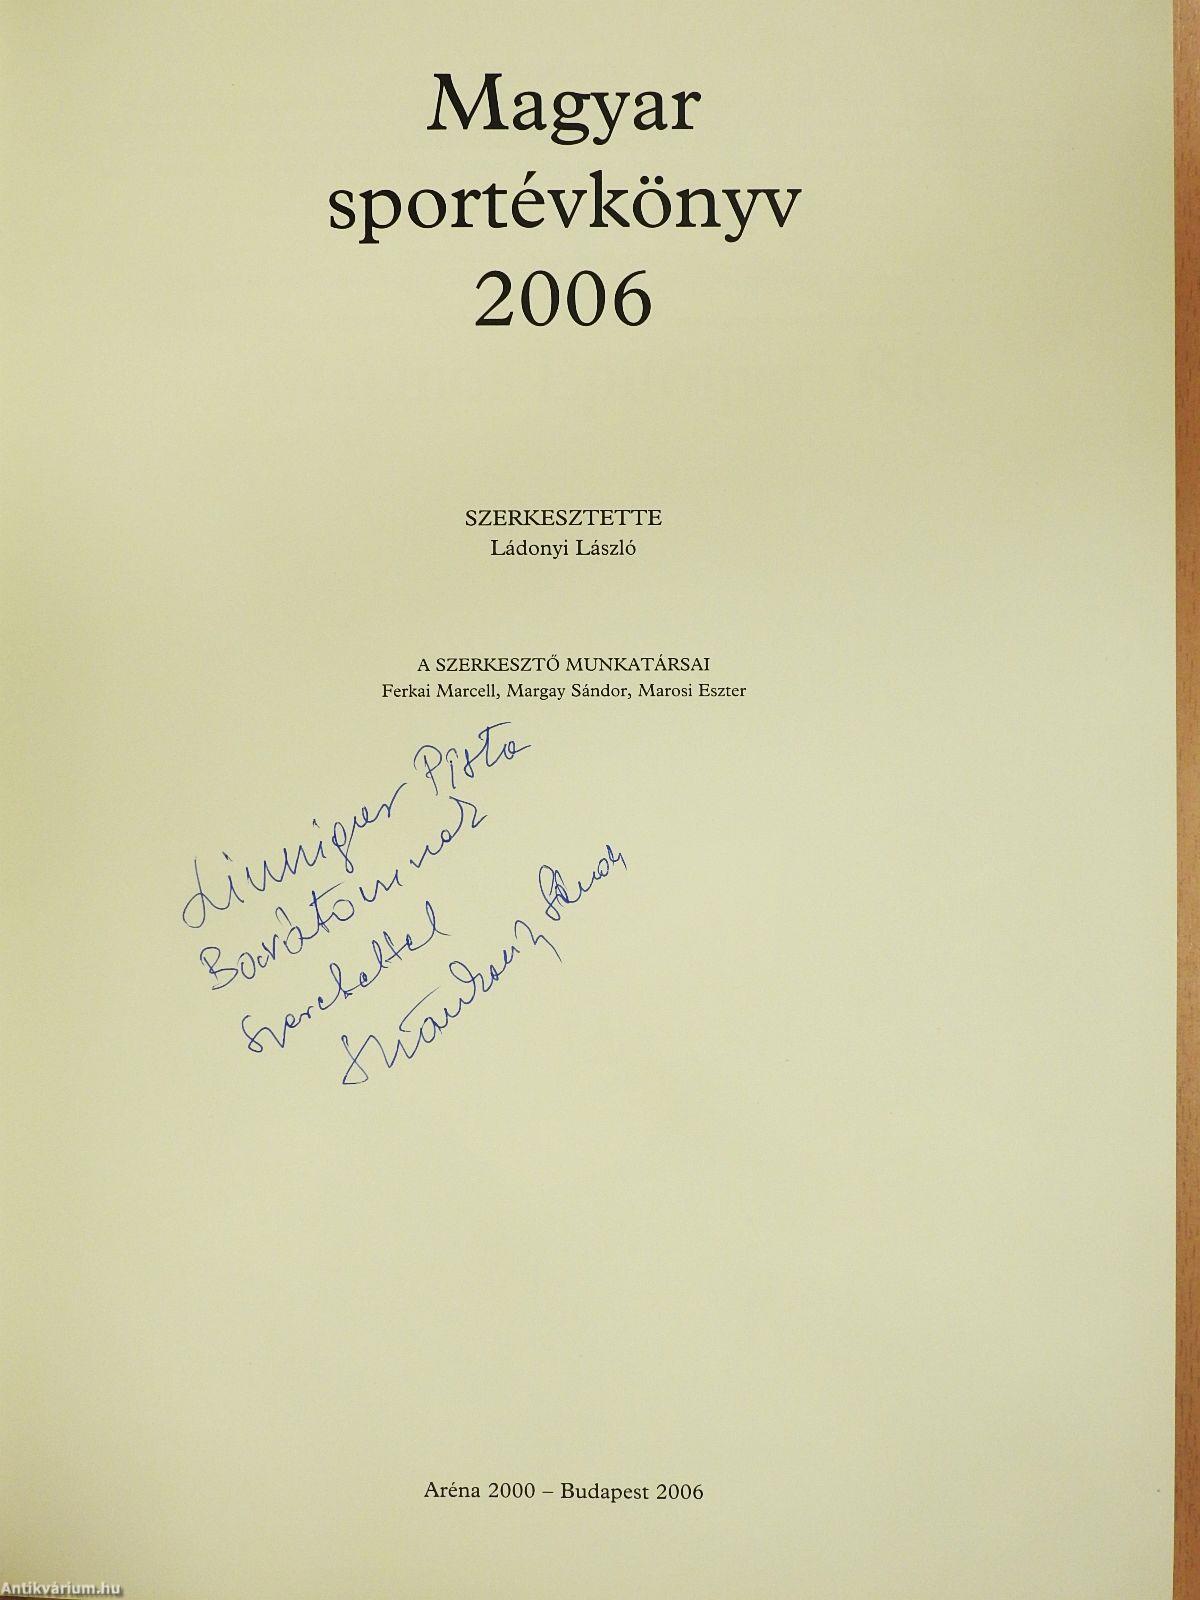 Magyar
sportévkönyv
2006
SZERKESZTETTE
Ládonyi László
A SZERKESZTŐ MUNKATÁRSAI
Ferkai Marcell, Margay Sándor, Marosi Eszter
Pista
Barátomnak
szeretettel
Aréna 2000 – Budapest 2006
Antikvárium.hu